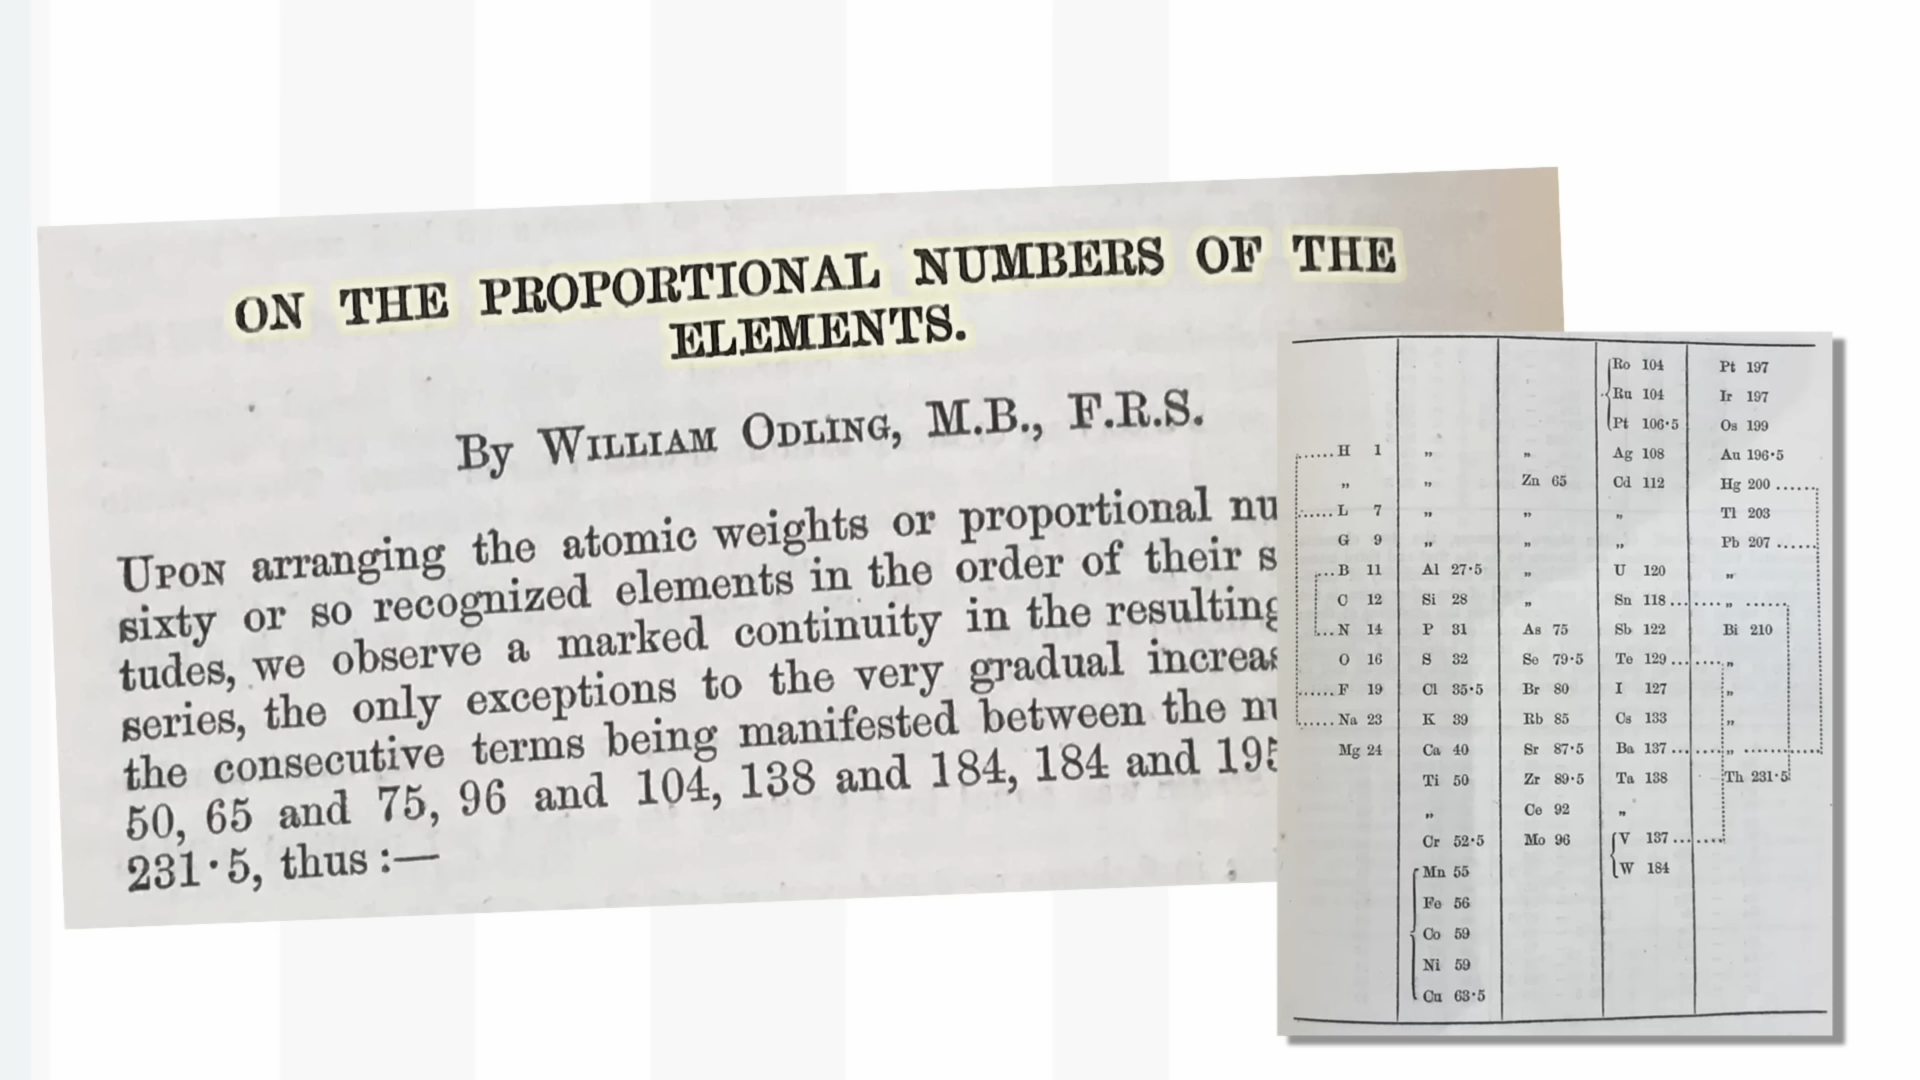 ON THE PROPORTIONAL NUMBERS OF THE
ELEMENTS.
By WILLIAM ODLING, M.B., F.R.S.
UPON arranging the atomic weights or proportional nu
sixty or so recognized elements in the order of their s
tudes, we observe a marked continuity in the resulting
series, the only exceptions to the very gradual increas
the consecutive terms being manifested between the nu
50, 65 and 75, 96 and 104, 138 and 184, 184 and 195
231·5, thus :—
Ro 104 Pt 197
Ru 104 Ir 197
Pt 106·5 Os 199
H 1 „ „ Ag 108 Au 196·5
„ „ Zn 65 Cd 112 Hg 200
L 7 „ „ „ Tl 203
G 9 „ „ „ Pb 207
B 11 Al 27·5 „ U 120 „
C 12 Si 28 „ Sn 118 „
N 14 P 31 As 75 Sb 122 Bi 210
O 16 S 32 Se 79·5 Te 129 „
F 19 Cl 35·5 Br 80 I 127 „
Na 23 K 39 Rb 85 Cs 133 „
Mg 24 Ca 40 Sr 87·5 Ba 137 „
Ti 50 Zr 89·5 Ta 138 Th 231·5
„ Ce 92 „
Cr 52·5 Mo 96 V 137
Mn 55 W 184
Fe 56
Co 59
Ni 59
Cu 63·5